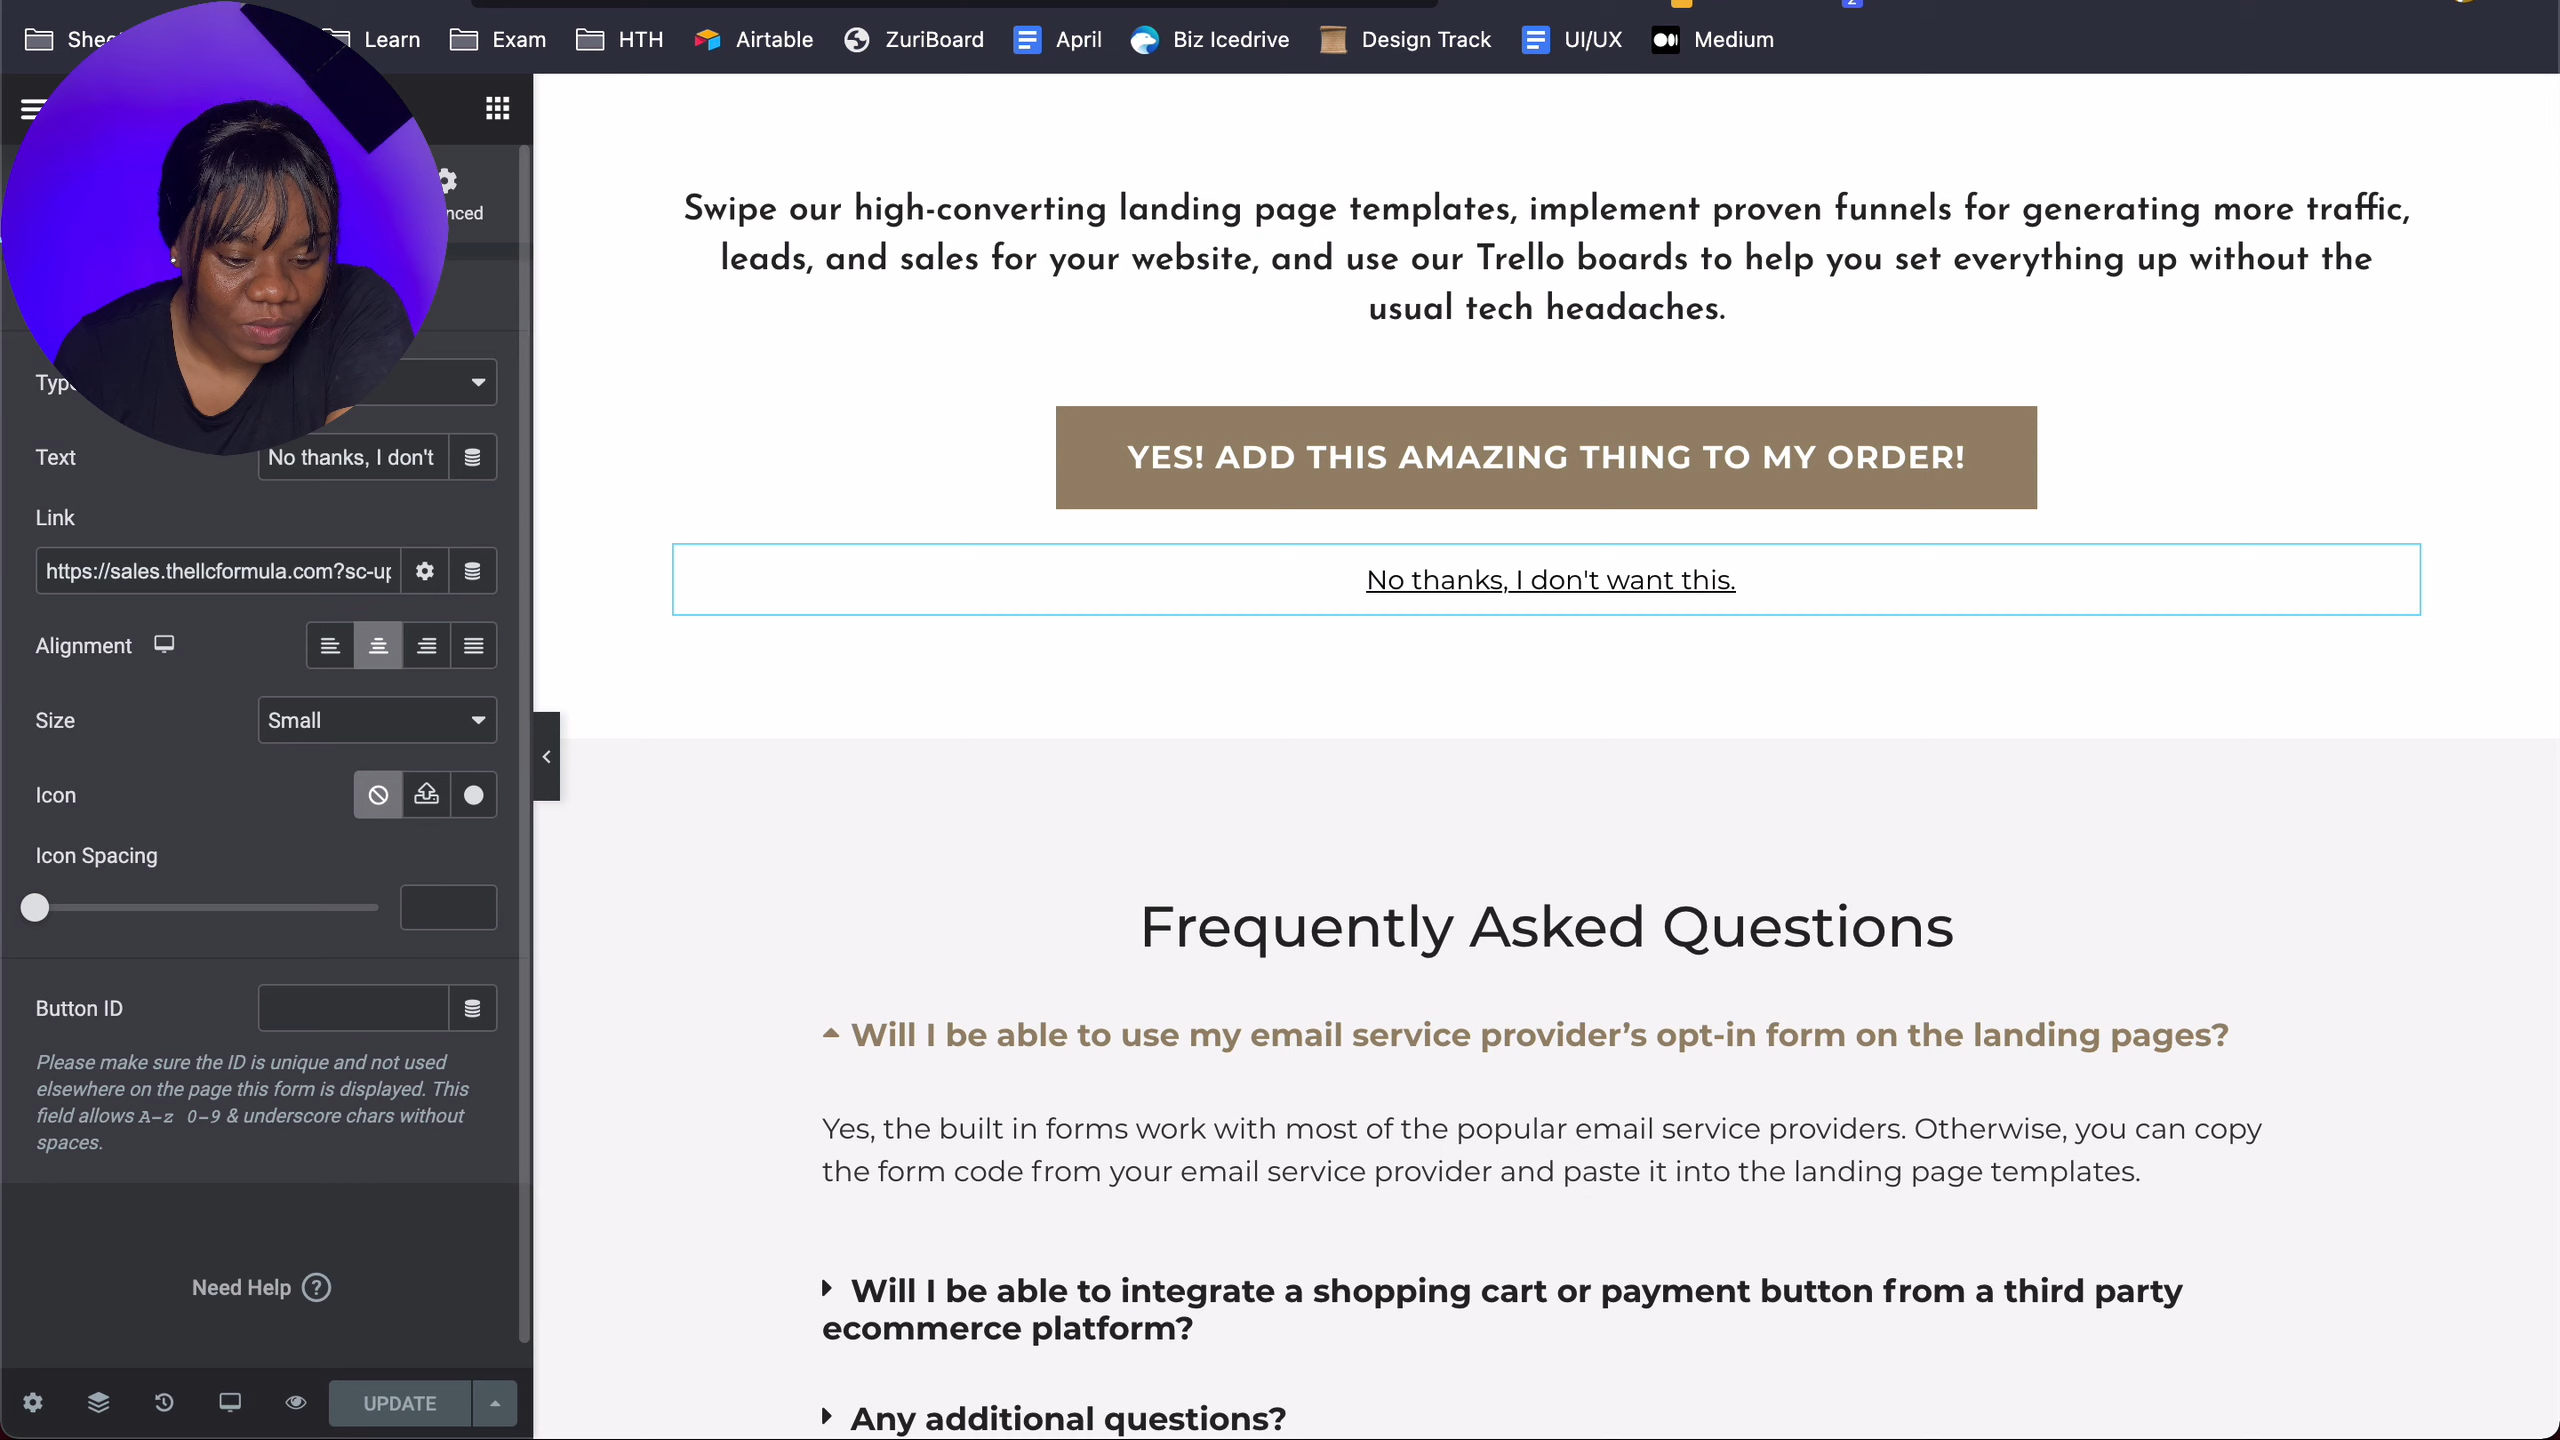 Learn
Exam
HTH
Airtable
ZuriBoard
April
Biz Icedrive
Design Track
UI/UX
Medium
Text
No thanks, I don't
Link
https://sales.thellcformula.com?sc-up
Alignment
Size
Small
Icon
Icon Spacing
Button ID
Please make sure the ID is unique and not used
elsewhere on the page this form is displayed. This
field allows A-z 0-9 & underscore chars without
spaces.
Need Help ?
UPDATE
Swipe our high-converting landing page templates, implement proven funnels for generating more traffic,
leads, and sales for your website, and use our Trello boards to help you set everything up without the
usual tech headaches.
YES! ADD THIS AMAZING THING TO MY ORDER!
No thanks, I don't want this.
Frequently Asked Questions
Will I be able to use my email service provider’s opt-in form on the landing pages?
Yes, the built in forms work with most of the popular email service providers. Otherwise, you can copy
the form code from your email service provider and paste it into the landing page templates.
Will I be able to integrate a shopping cart or payment button from a third party
ecommerce platform?
Any additional questions?